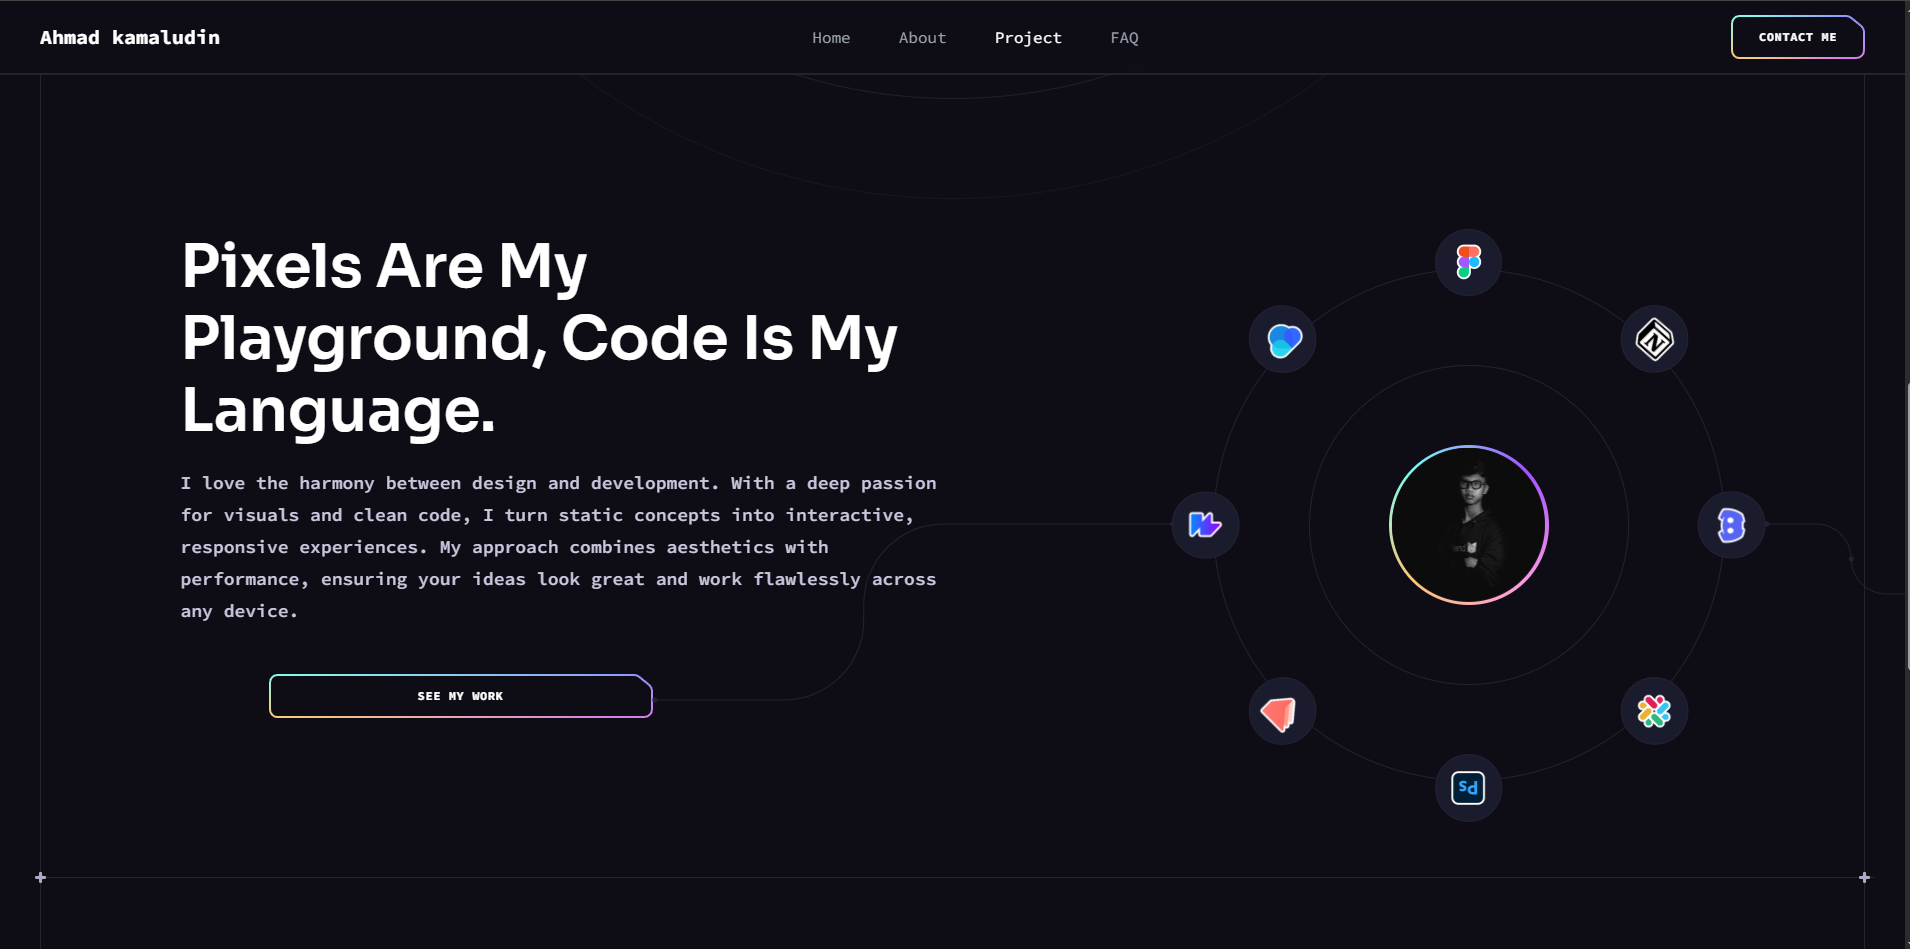 Ahmad kamaludin
Home
About
Project
FAQ
CONTACT ME
Pixels Are My
Playground, Code Is My
Language.
I love the harmony between design and development. With a deep passion
for visuals and clean code, I turn static concepts into interactive,
responsive experiences. My approach combines aesthetics with
performance, ensuring your ideas look great and work flawlessly across
any device.
SEE MY WORK
Ps